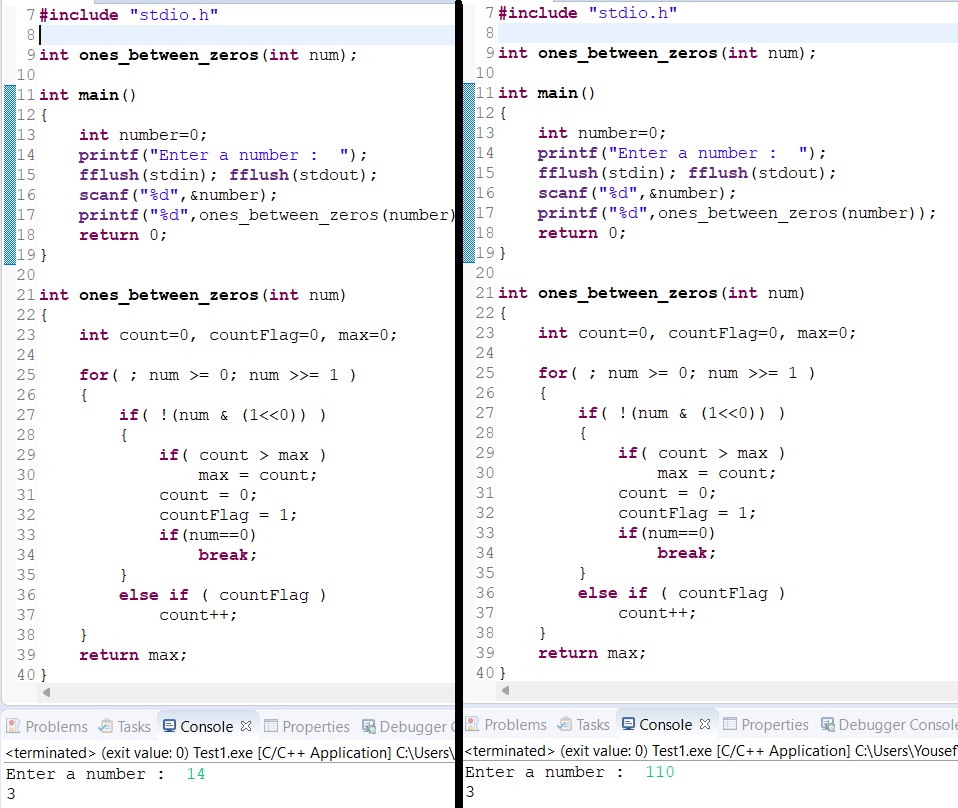 7 #include "stdio.h"
8
9 int ones_between_zeros(int num);
10
11 int main()
12 {
13     int number=0;
14     printf("Enter a number :  ");
15     fflush(stdin); fflush(stdout);
16     scanf("%d",&number);
17     printf("%d",ones_between_zeros(number)
18     return 0;
19 }
20
21 int ones_between_zeros(int num)
22 {
23     int count=0, countFlag=0, max=0;
24
25     for( ; num >= 0; num >>= 1 )
26     {
27         if( !(num & (1<<0)) )
28         {
29             if( count > max )
30                 max = count;
31             count = 0;
32             countFlag = 1;
33             if(num==0)
34                 break;
35         }
36         else if ( countFlag )
37             count++;
38     }
39     return max;
40 }
Problems Tasks Console Properties Debugger
<terminated> (exit value: 0) Test1.exe [C/C++ Application] C:\Users\
Enter a number :  14
3
7 #include "stdio.h"
8
9 int ones_between_zeros(int num);
10
11 int main()
12 {
13     int number=0;
14     printf("Enter a number :  ");
15     fflush(stdin); fflush(stdout);
16     scanf("%d",&number);
17     printf("%d",ones_between_zeros(number));
18     return 0;
19 }
20
21 int ones_between_zeros(int num)
22 {
23     int count=0, countFlag=0, max=0;
24
25     for( ; num >= 0; num >>= 1 )
26     {
27         if( !(num & (1<<0)) )
28         {
29             if( count > max )
30                 max = count;
31             count = 0;
32             countFlag = 1;
33             if(num==0)
34                 break;
35         }
36         else if ( countFlag )
37             count++;
38     }
39     return max;
40 }
Problems Tasks Console Properties Debugger Console
<terminated> (exit value: 0) Test1.exe [C/C++ Application] C:\Users\Yousef
Enter a number :  110
3